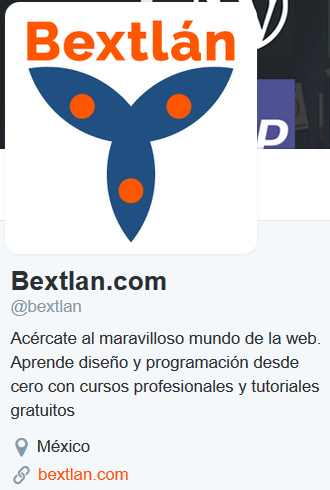 Bextlán
P
Bextlan.com
@bextlan
Acércate al maravilloso mundo de la web.
Aprende diseño y programación desde
cero con cursos profesionales y tutoriales
gratuitos
México
bextlan.com